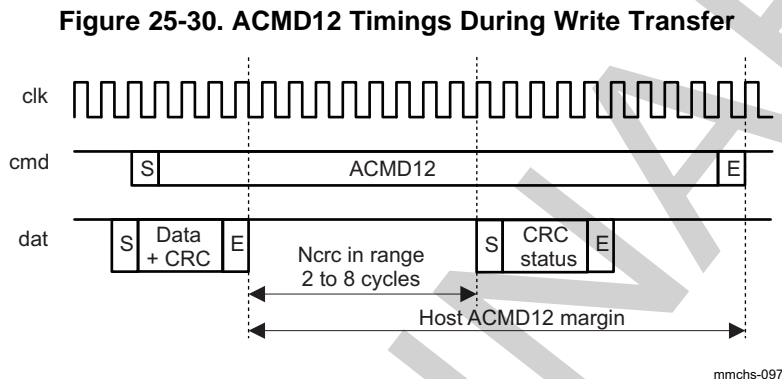 Figure 25-30. ACMD12 Timings During Write Transfer
clk
cmd
S
ACMD12
E
dat
S
Data
+ CRC
E
Ncrc in range
2 to 8 cycles
S
CRC
status
E
Host ACMD12 margin
mmchs-097